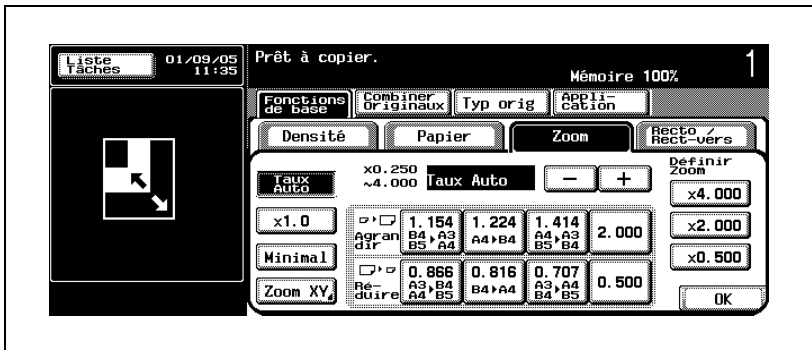 Liste
Tâches
01/09/05
11:35
Prêt à copier.
Mémoire 100%
1
Fonctions
de base
Combiner
Originaux
Typ orig
Appli-
cation
Densité
Papier
Zoom
Recto /
Rect-vers
Taux
Auto
x0.250
~4.000
Taux Auto
−
+
Définir
Zoom
x4.000
x1.0
Agran
dir
1.154
B4▸A3
B5▸A4
1.224
A4▸B4
1.414
A4▸A3
B5▸B4
2.000
x2.000
Minimal
x0.500
Zoom XY
Ré-
duire
0.866
A3▸B4
A4▸B5
0.816
B4▸A4
0.707
A3▸A4
B4▸B5
0.500
OK